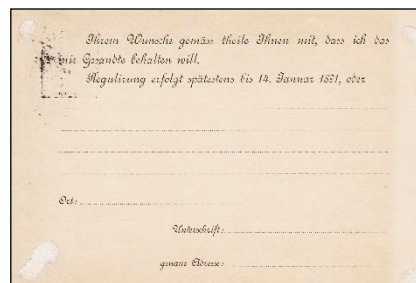 Ihrem Wunsche gemäss theile Ihnen mit, dass ich das
mir Gesandte behalten will.
Regulirung erfolgt spätestens bis 14. Januar 1891, oder
Ort:
Unterschrift:
genaue Adresse: